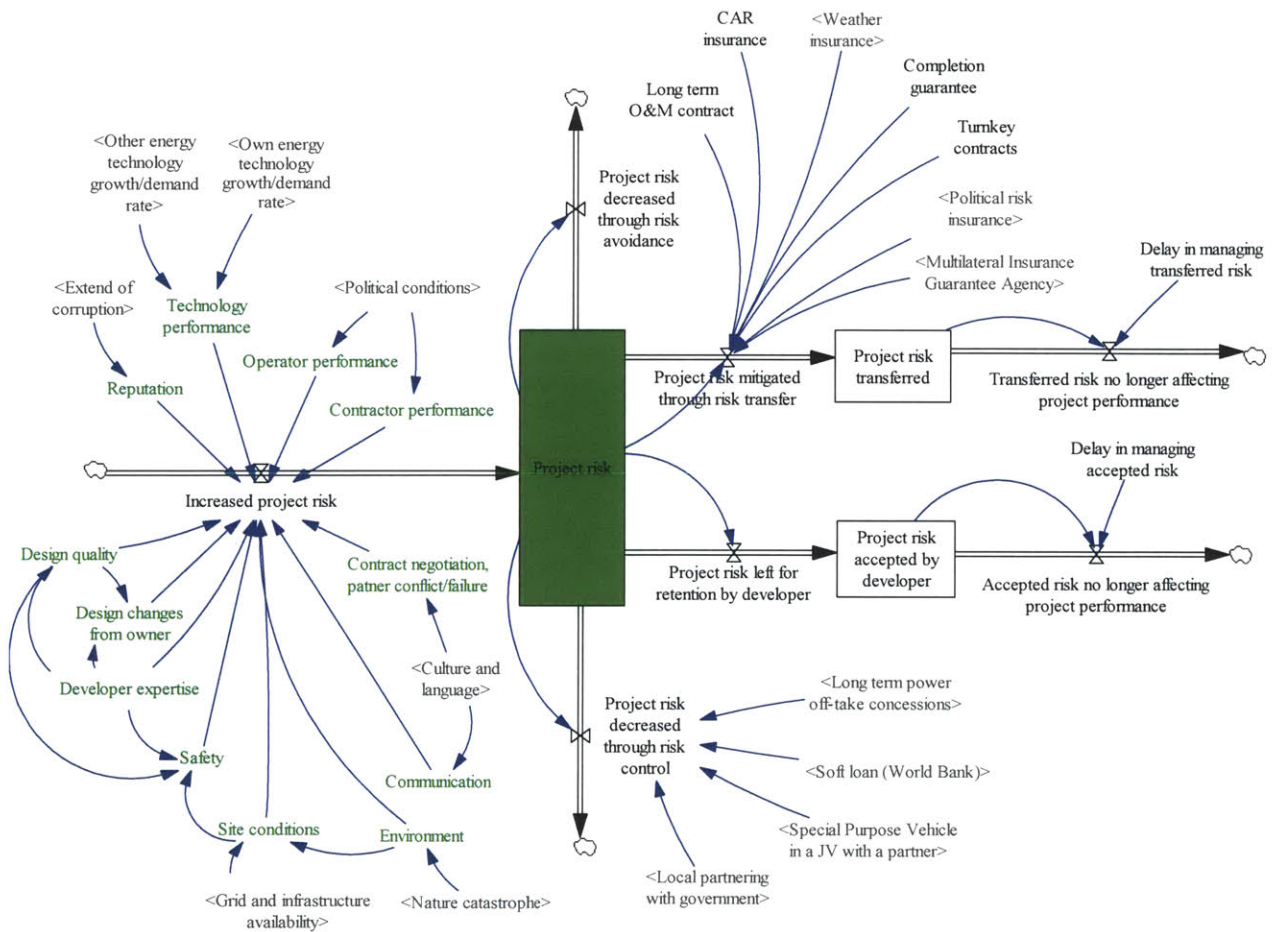 CAR
insurance
<Weather
insurance>
Long term
O&M contract
Completion
guarantee
Turnkey
contracts
<Political risk
insurance>
<Multilateral Insurance
Guarantee Agency>
Delay in managing
transferred risk
<Other energy
technology
growth/demand
rate>
<Own energy
technology
growth/demand
rate>
Project risk
decreased
through risk
avoidance
<Extend of
corruption>
Technology
performance
<Political conditions>
Operator performance
Reputation
Contractor performance
Project risk mitigated
through risk transfer
Project risk
transferred
Transferred risk no longer affecting
project performance
Project risk
Increased project risk
Delay in managing
accepted risk
Design quality
Contract negotiation,
patner conflict/failure
Project risk left for
retention by developer
Project risk
accepted by
developer
Accepted risk no longer affecting
project performance
Design changes
from owner
Developer expertise
<Culture and
language>
Project risk
decreased
through risk
control
<Long term power
off-take concessions>
Safety
Communication
<Soft loan (World Bank)>
Site conditions
Environment
<Special Purpose Vehicle
in a JV with a partner>
<Grid and infrastructure
availability>
<Nature catastrophe>
<Local partnering
with government>